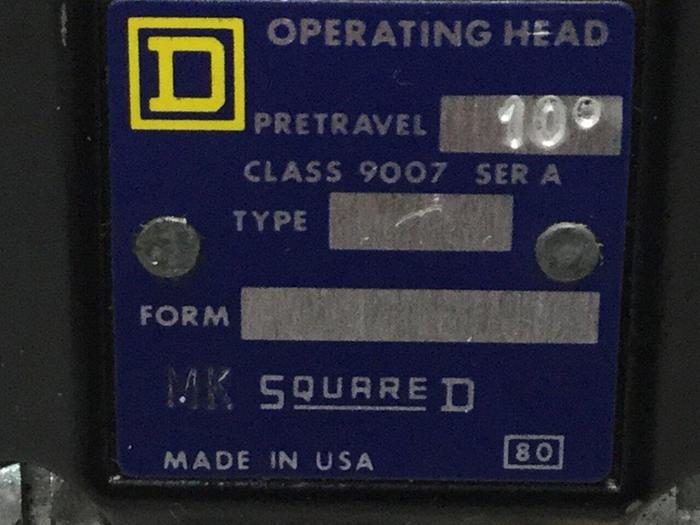 D OPERATING HEAD
PRETRAVEL 10°
CLASS 9007 SER A
TYPE
FORM
MK SQUARE D
MADE IN USA 80